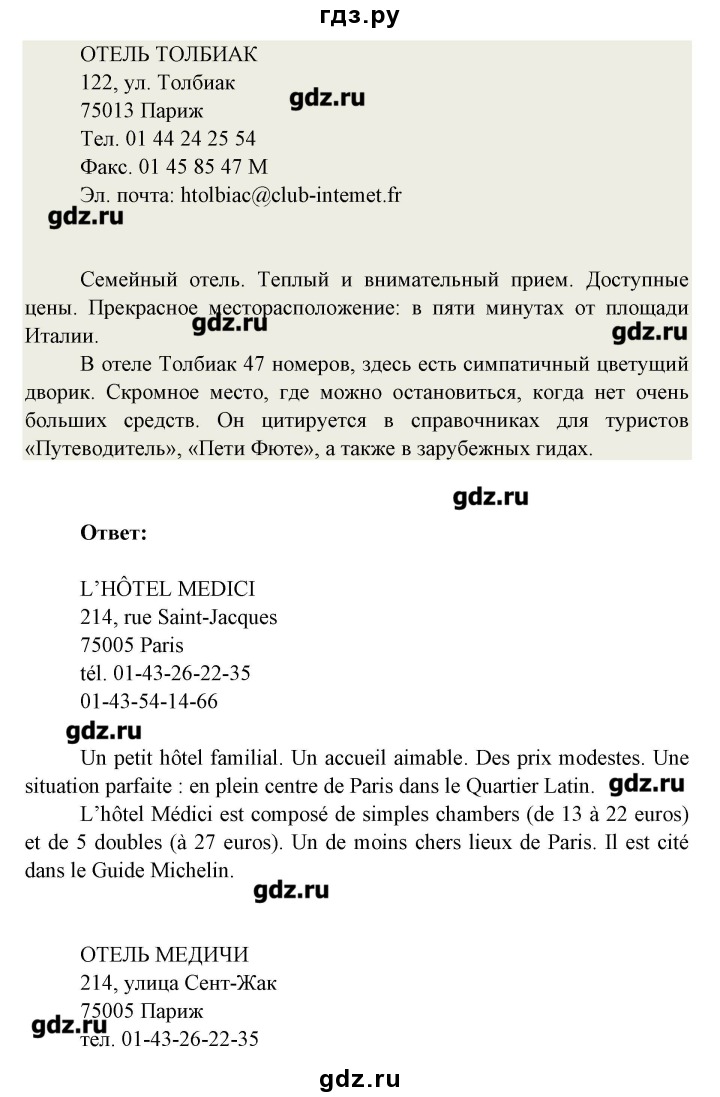 гдз.ру
ОТЕЛЬ ТОЛБИАК
122, ул. Толбиак
gdz.ru
75013 Париж
Тел. 01 44 24 25 54
Факс. 01 45 85 47 М
Эл. почта: htolbiac@club-intemet.fr
gdz.ru
Семейный отель. Теплый и внимательный прием. Доступные
цены. Прекрасное месторасположение: в пяти минутах от площади
gdz.ru
Италии.
gdz.ru
В отеле Толбиак 47 номеров, здесь есть симпатичный цветущий
дворик. Скромное место, где можно остановиться, когда нет очень
больших средств. Он цитируется в справочниках для туристов
«Путеводитель», «Пети Фюте», а также в зарубежных гидах.
gdz.ru
Ответ:
L’HÔTEL MEDICI
214, rue Saint-Jacques
75005 Paris
tél. 01-43-26-22-35
01-43-54-14-66
gdz.ru
Un petit hôtel familial. Un accueil aimable. Des prix modestes. Une
situation parfaite : en plein centre de Paris dans le Quartier Latin.
gdz.ru
L’hôtel Médici est composé de simples chambers (de 13 à 22 euros)
et de 5 doubles (à 27 euros). Un de moins chers lieux de Paris. Il est cité
dans le Guide Michelin.
gdz.ru
ОТЕЛЬ МЕДИЧИ
214, улица Сент-Жак
75005 Париж
gdz.ru
тел. 01-43-26-22-35
gdz.ru